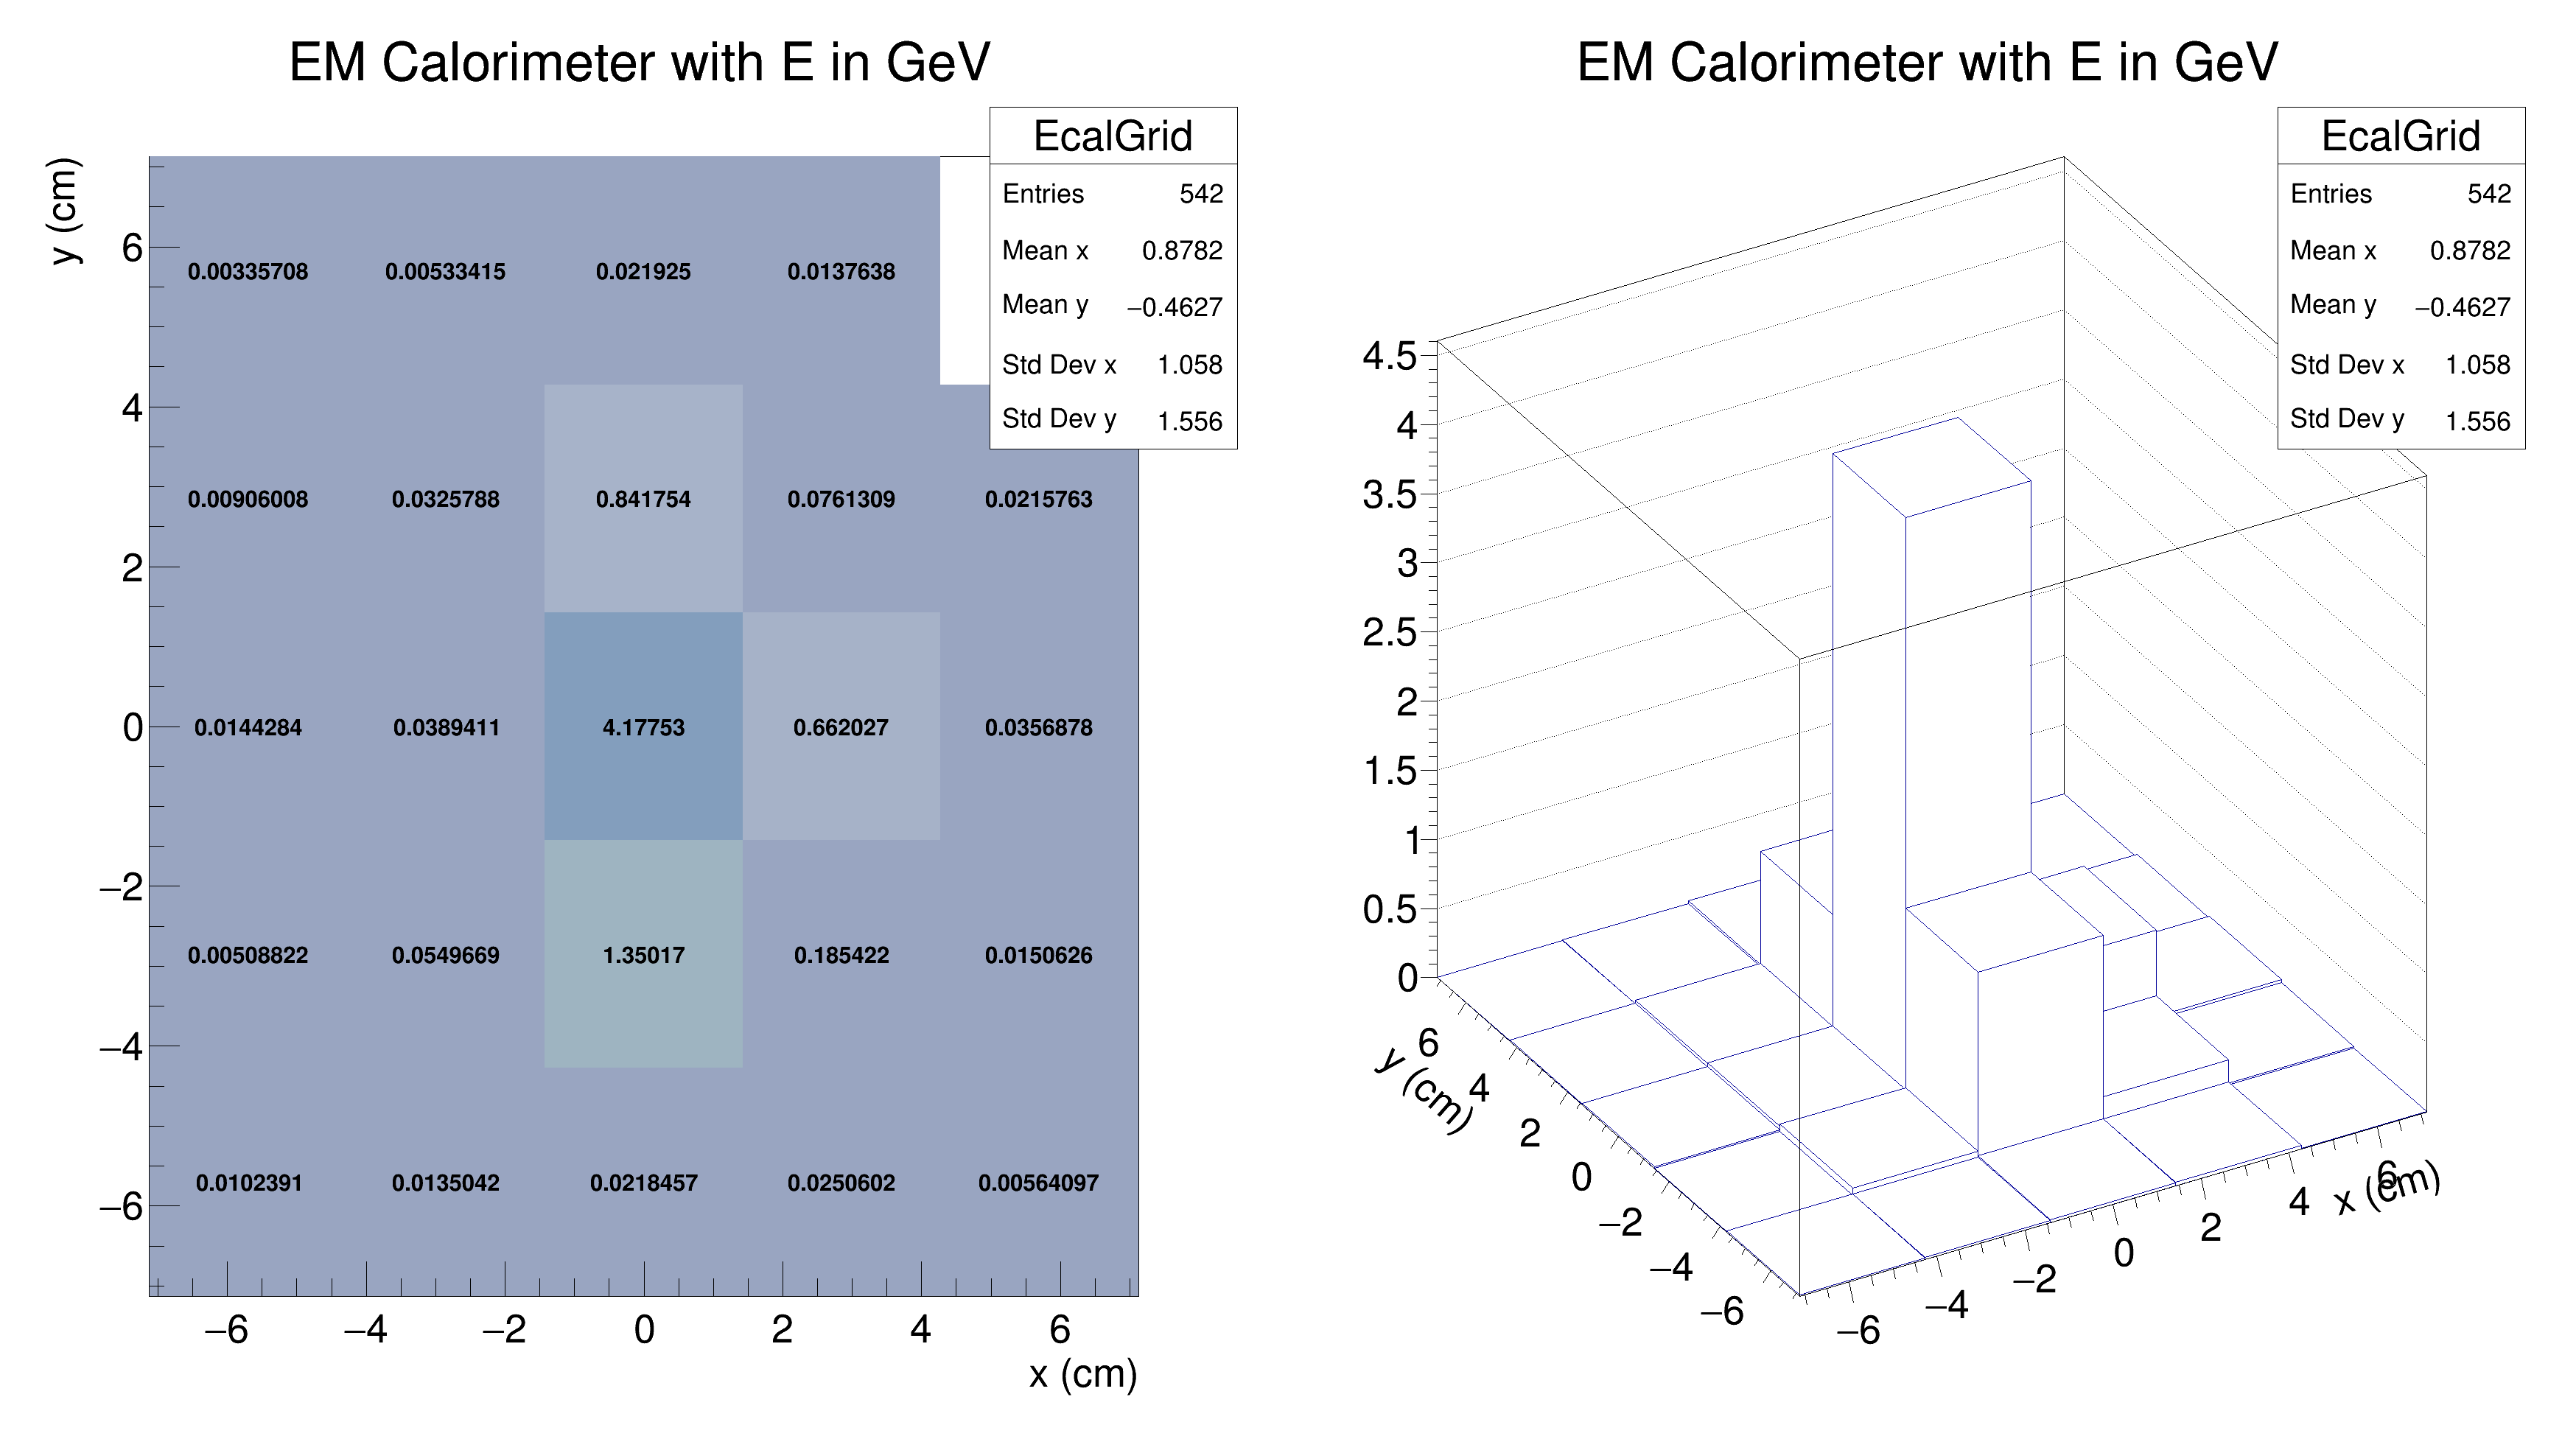 EM Calorimeter with E in GeV
EcalGrid
Entries 542
Mean x 0.8782
Mean y −0.4627
Std Dev x 1.058
Std Dev y 1.556
y (cm)
6
4
2
0
−2
−4
−6
0.00335708 0.00533415 0.021925 0.0137638
0.00906008 0.0325788 0.841754 0.0761309 0.0215763
0.0144284 0.0389411 4.17753 0.662027 0.0356878
0.00508822 0.0549669 1.35017 0.185422 0.0150626
0.0102391 0.0135042 0.0218457 0.0250602 0.00564097
−6 −4 −2 0 2 4 6
x (cm)
EM Calorimeter with E in GeV
EcalGrid
Entries 542
Mean x 0.8782
Mean y −0.4627
Std Dev x 1.058
Std Dev y 1.556
4.5
4
3.5
3
2.5
2
1.5
1
0.5
0
y (cm)
6
4
2
0
−2
−4
−6
−6
−4
−2
0
2
4
6
x (cm)